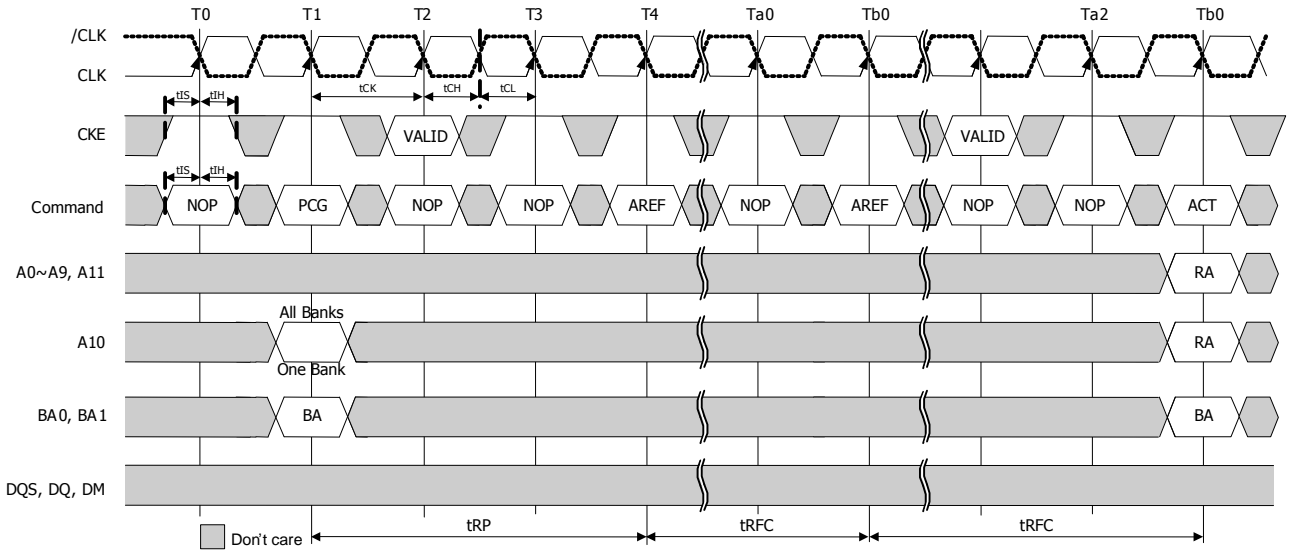 T0 T1 T2 T3 T4 Ta0 Tb0 Ta2 Tb0
/CLK
CLK
tCK tCH tCL
tIS tIH
CKE VALID VALID
tIS tIH
Command NOP PCG NOP NOP AREF NOP AREF NOP NOP ACT
A0~A9, A11 RA
All Banks
A10 RA
One Bank
BA0, BA1 BA BA
DQS, DQ, DM
tRP tRFC tRFC
Don't care